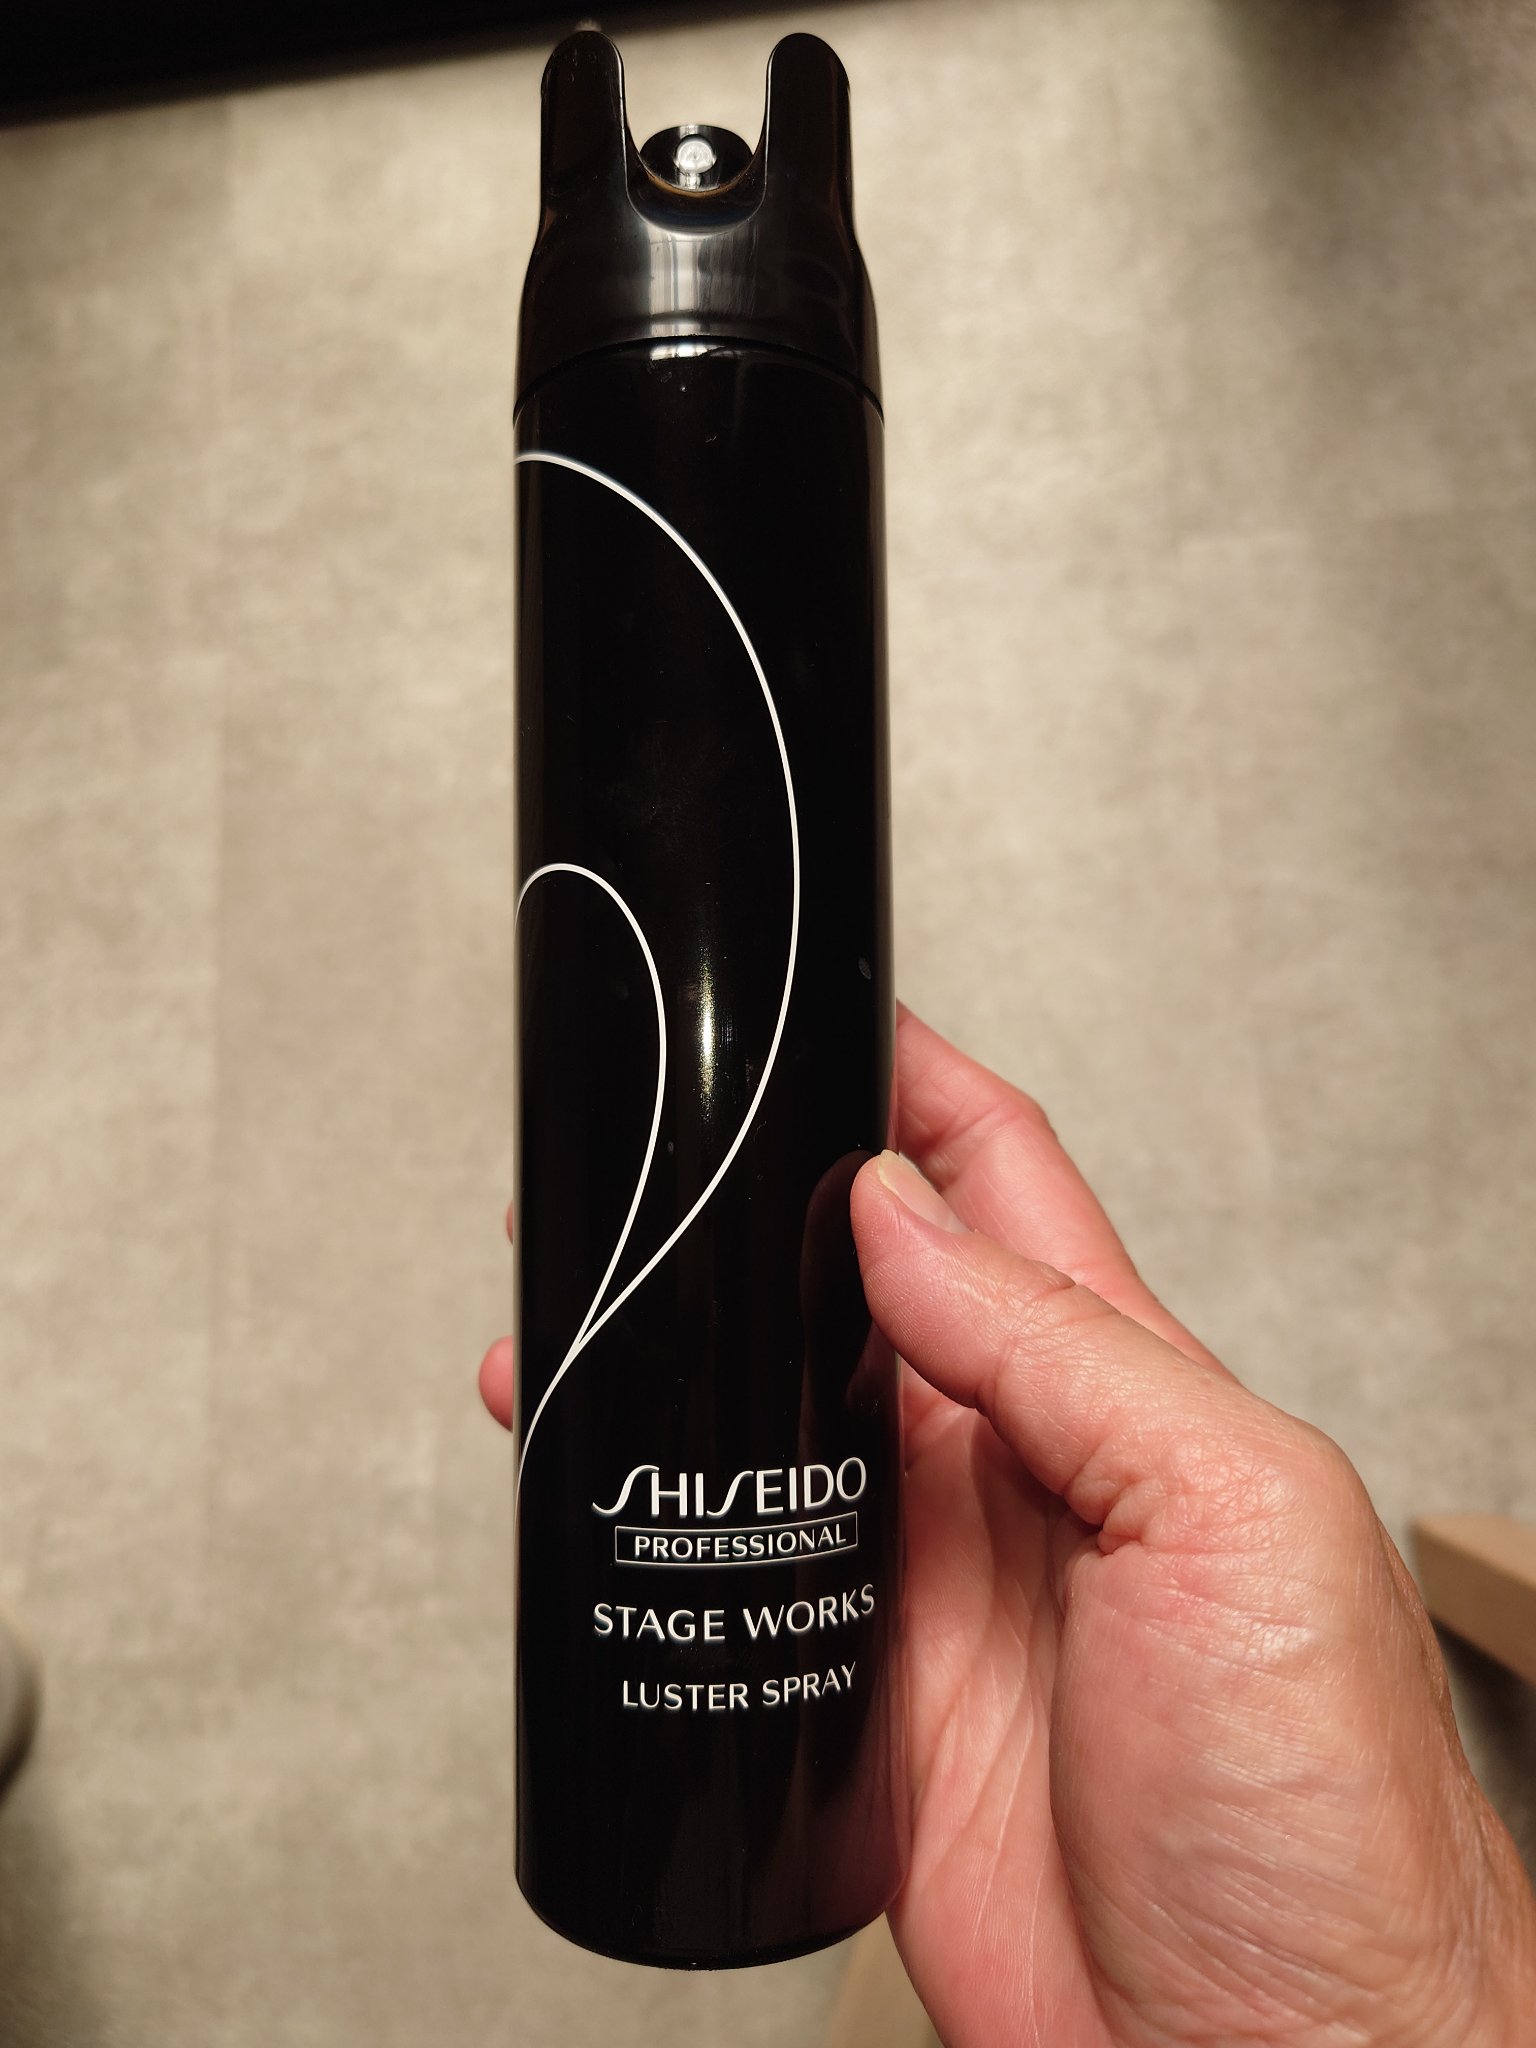 SHISEIDO
PROFESSIONAL
STAGE WORKS
LUSTER SPRAY